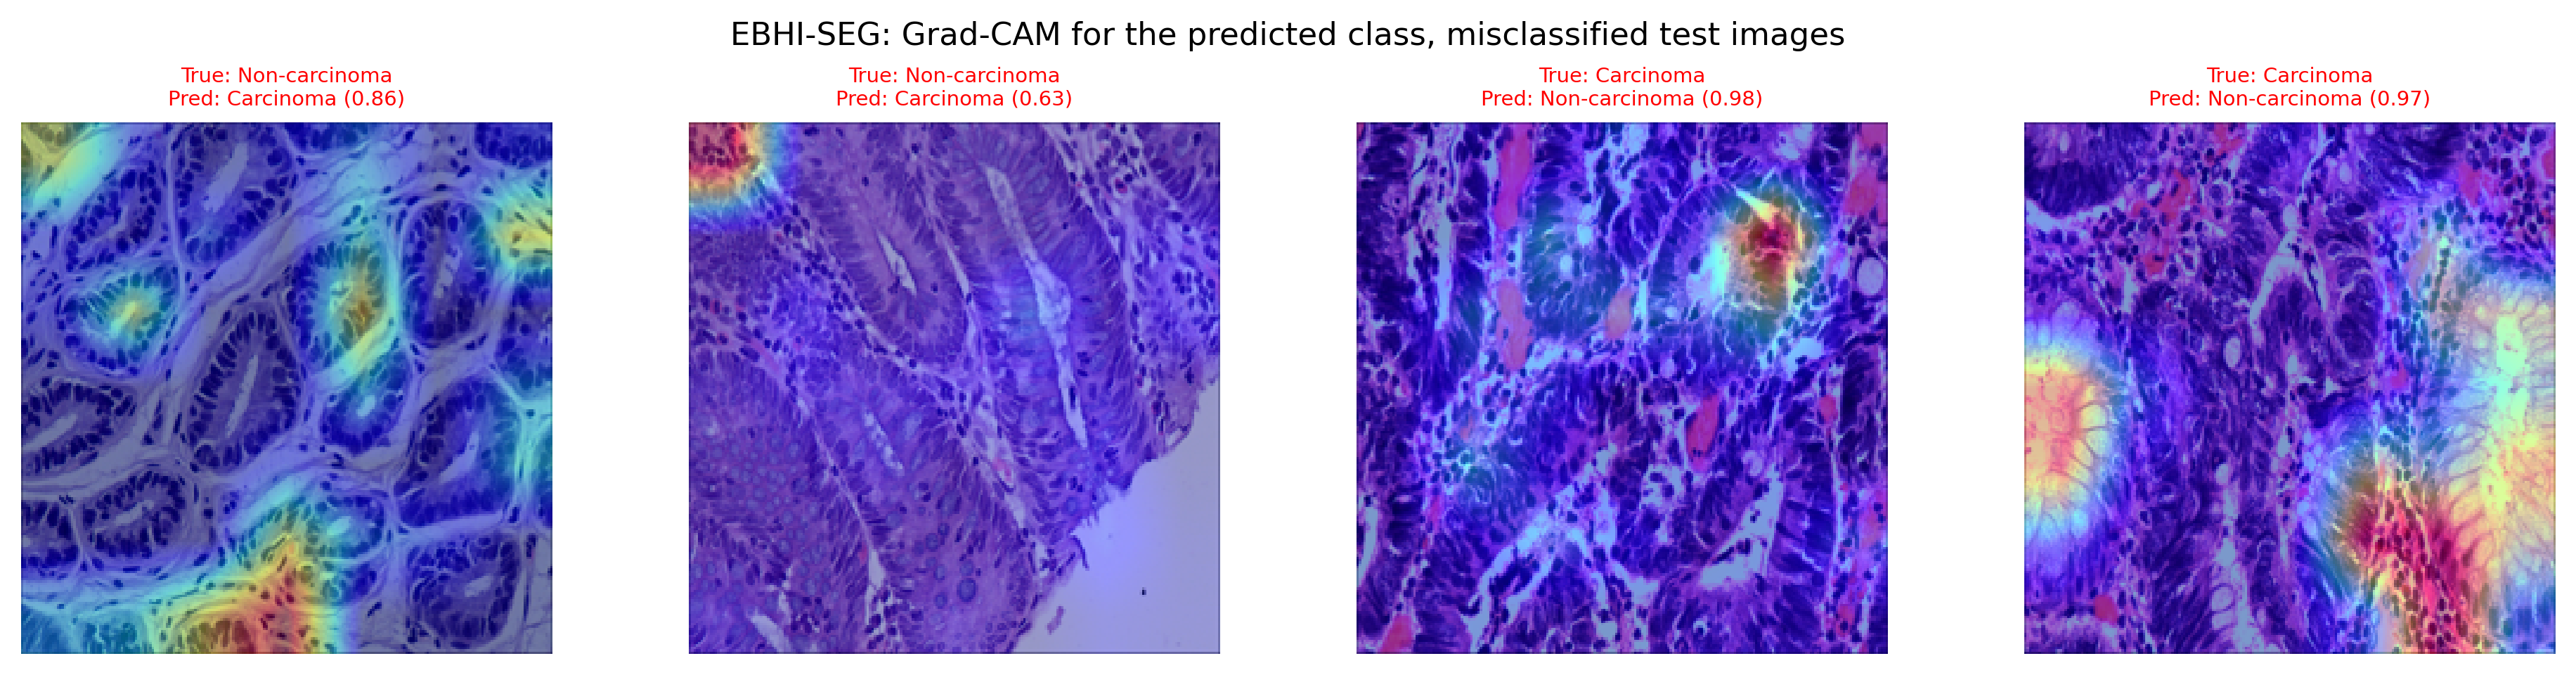 EBHI-SEG: Grad-CAM for the predicted class, misclassified test images
True: Non-carcinoma
Pred: Carcinoma (0.86)
True: Non-carcinoma
Pred: Carcinoma (0.63)
True: Carcinoma
Pred: Non-carcinoma (0.98)
True: Carcinoma
Pred: Non-carcinoma (0.97)